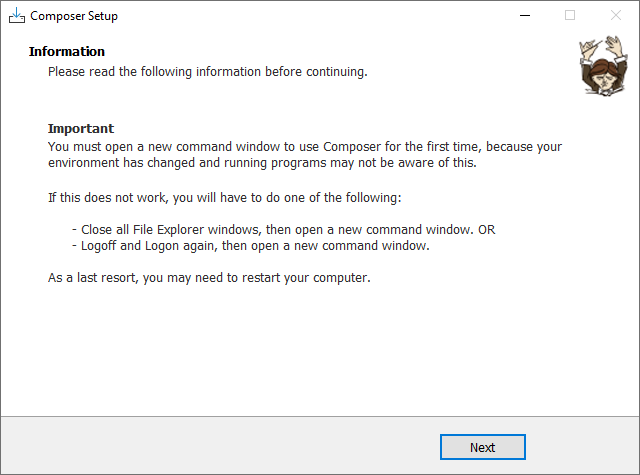 Composer Setup
Information
Please read the following information before continuing.
Important
You must open a new command window to use Composer for the first time, because your
environment has changed and running programs may not be aware of this.
If this does not work, you will have to do one of the following:
- Close all File Explorer windows, then open a new command window. OR
- Logoff and Logon again, then open a new command window.
As a last resort, you may need to restart your computer.
Next